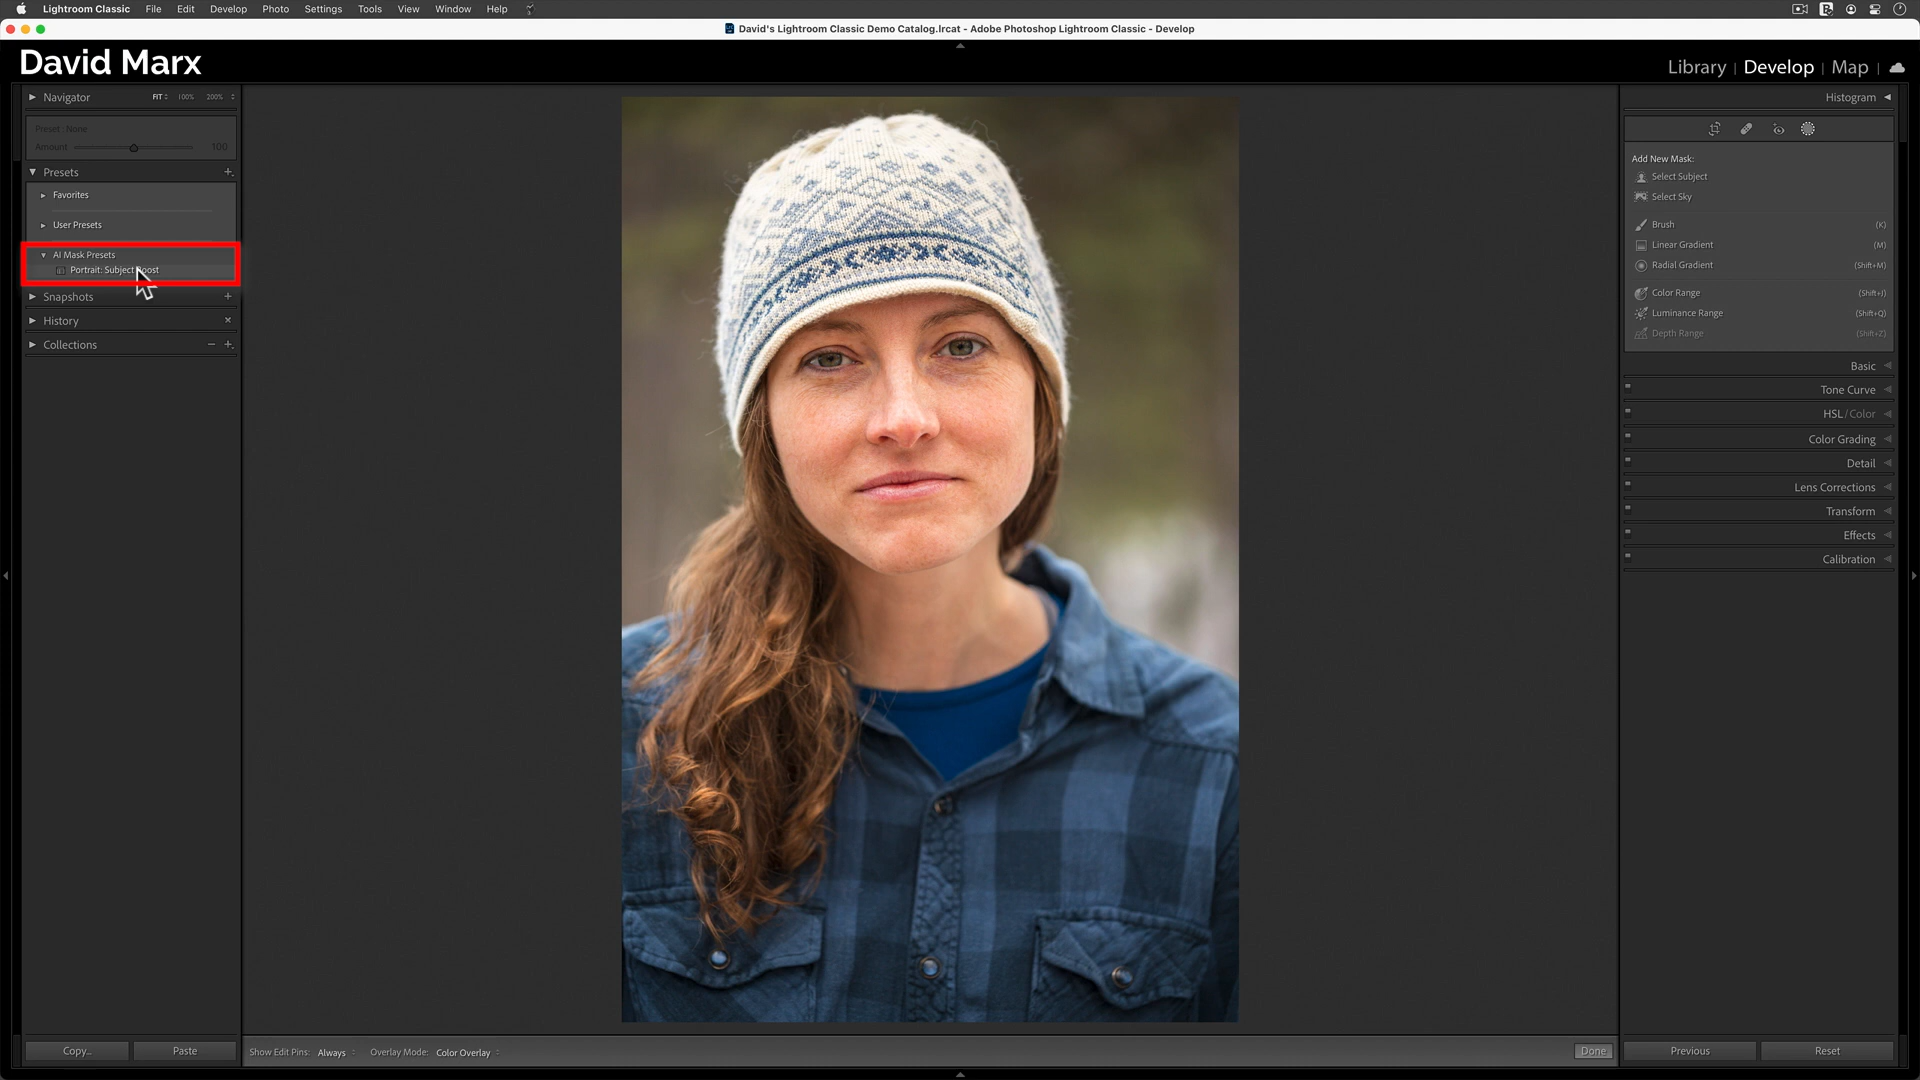 Lightroom Classic File Edit Develop Photo Settings Tools View Window Help
David's Lightroom Classic Demo Catalog.lrcat - Adobe Photoshop Lightroom Classic - Develop
David Marx
Library | Develop | Map |
Navigator FIT 100% 200%
Preset: None
Amount 100
Presets
Favorites
User Presets
AI Mask Presets
Portrait: Subject Boost
Snapshots
History
Collections
Copy... Paste
Show Edit Pins: Always Overlay Mode: Color Overlay Done
Histogram
Add New Mask:
Select Subject
Select Sky
Brush (K)
Linear Gradient (M)
Radial Gradient (Shift+M)
Color Range (Shift+J)
Luminance Range (Shift+Q)
Depth Range (Shift+Z)
Basic
Tone Curve
HSL / Color
Color Grading
Detail
Lens Corrections
Transform
Effects
Calibration
Previous Reset